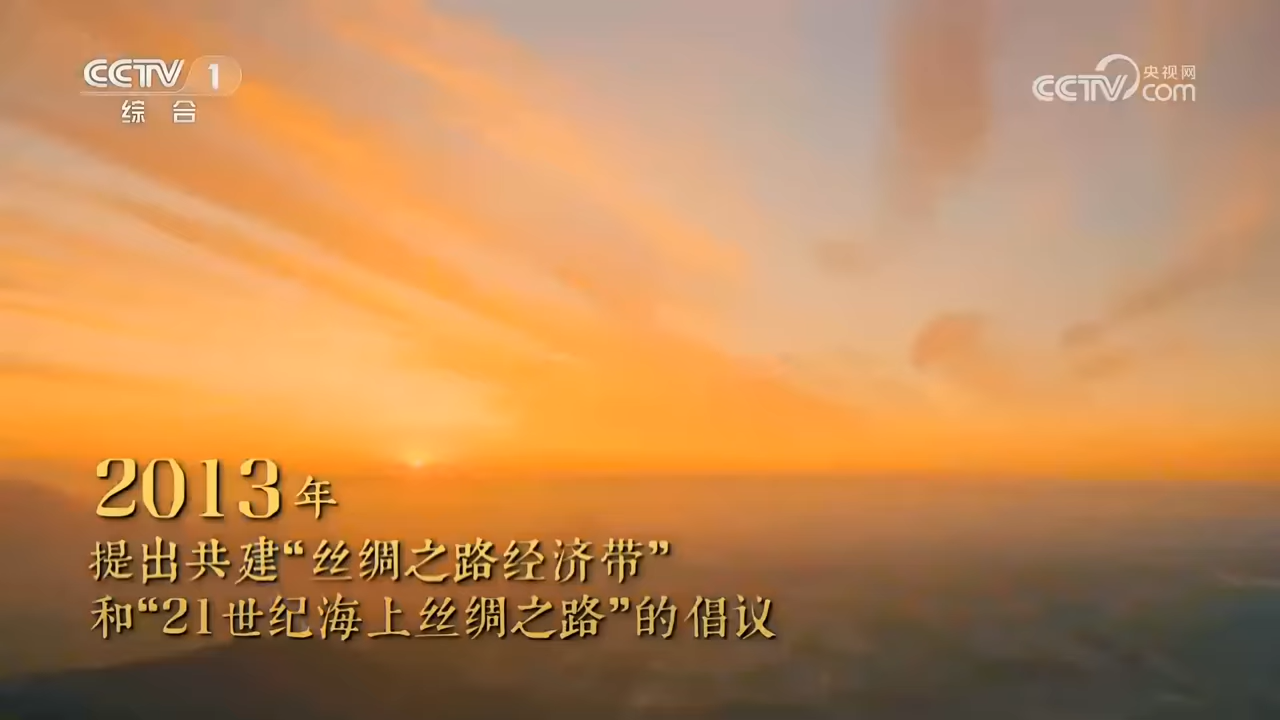 CCTV 1
综合
央视网
CCTV com
2013年
提出共建“丝绸之路经济带”
和“21世纪海上丝绸之路”的倡议